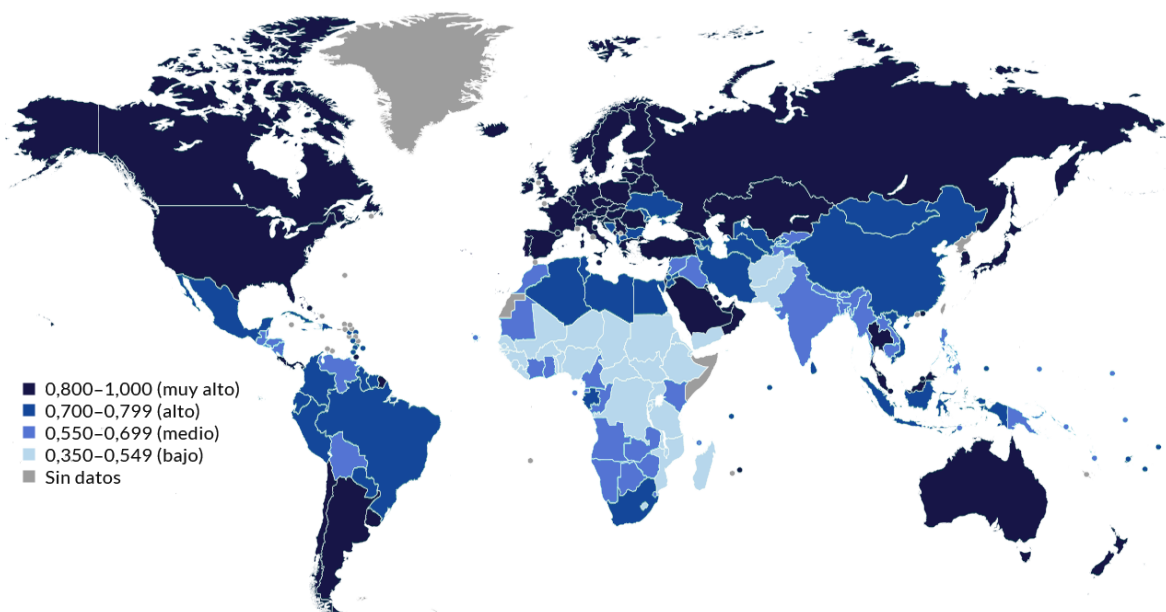 0,800–1,000 (muy alto)
0,700–0,799 (alto)
0,550–0,699 (medio)
0,350–0,549 (bajo)
Sin datos